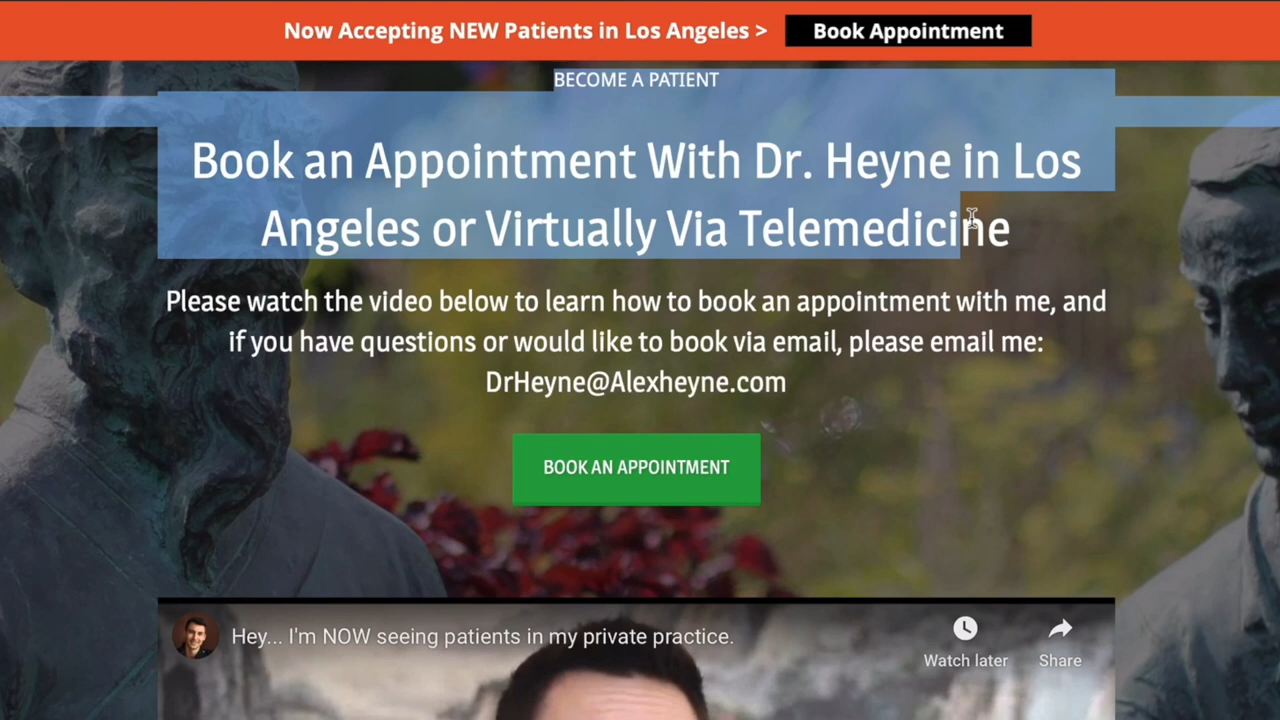 Now Accepting NEW Patients in Los Angeles > Book Appointment
BECOME A PATIENT
Book an Appointment With Dr. Heyne in Los
Angeles or Virtually Via Telemedicine
Please watch the video below to learn how to book an appointment with me, and
if you have questions or would like to book via email, please email me:
DrHeyne@Alexheyne.com
BOOK AN APPOINTMENT
Hey... I'm NOW seeing patients in my private practice.
Watch later Share